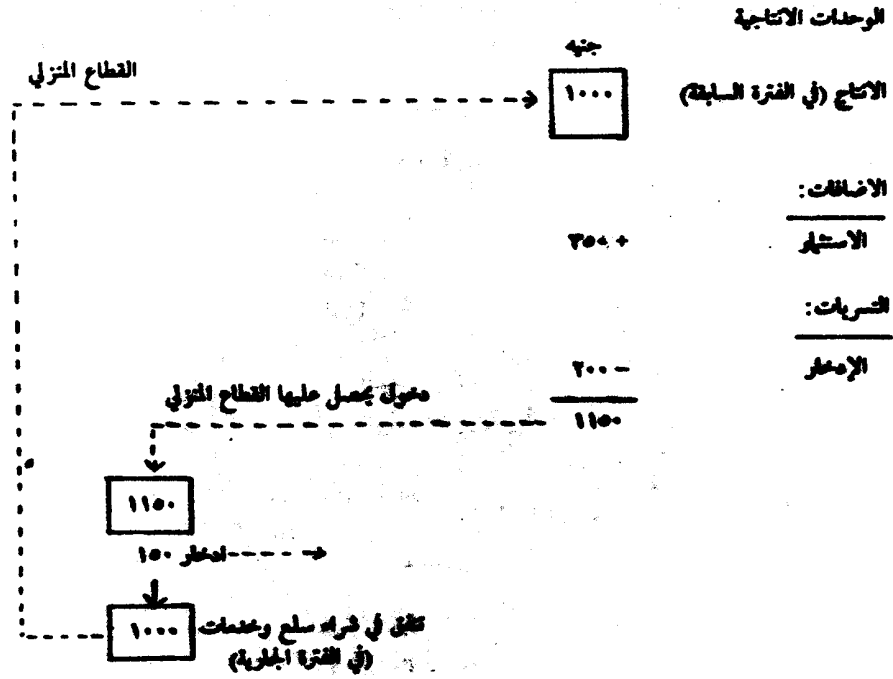 الوحدات الانتاجية
جنيه
القطاع المنزلي
الانتاج (في الفترة السابقة)
١٠٠٠
الاضافات:
الاستثمار
+ ٣٥٠
التسربات:
الإدخار
− ٢٠٠
دخول يحصل عليها القطاع المنزلي
١١٥٠
١١٥٠
ادخار ١٥٠
تنفق في شراء سلع وخدمات
١٠٠٠
(في الفترة الجارية)